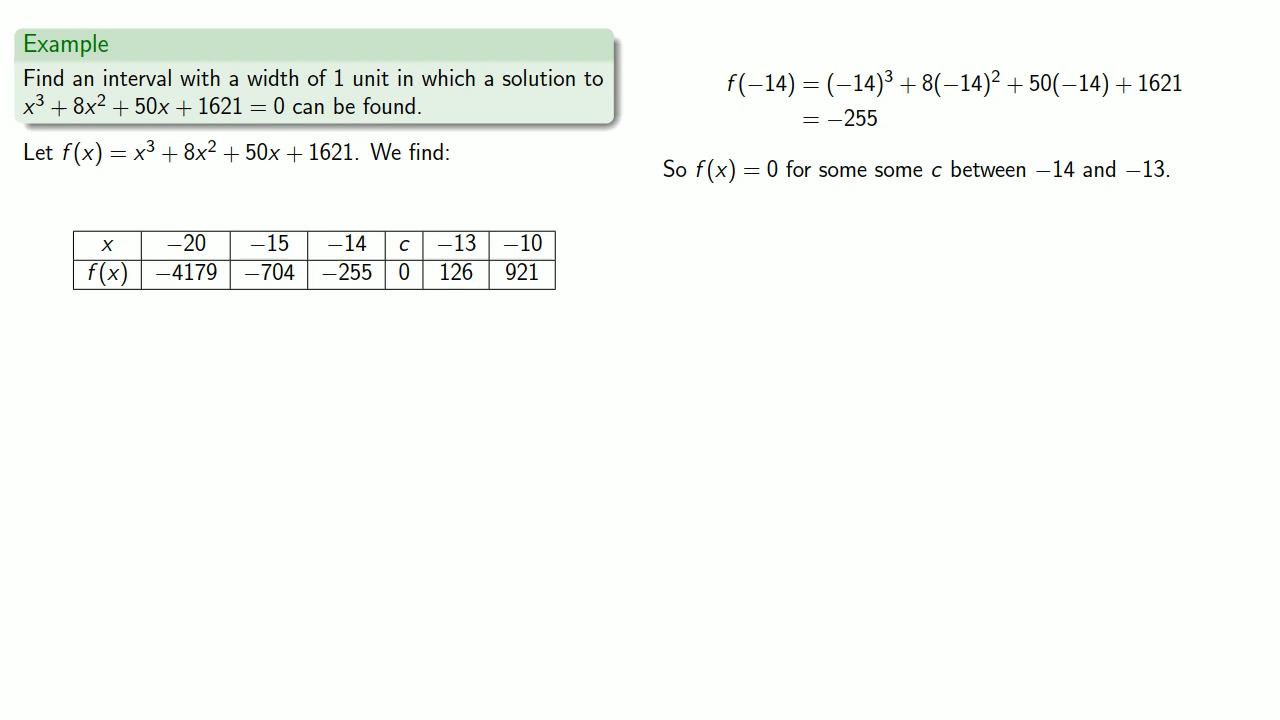 Example
Find an interval with a width of 1 unit in which a solution to
x³ + 8x² + 50x + 1621 = 0 can be found.
Let f(x) = x³ + 8x² + 50x + 1621. We find:
x −20 −15 −14 c −13 −10
f(x) −4179 −704 −255 0 126 921
f(−14) = (−14)³ + 8(−14)² + 50(−14) + 1621
= −255
So f(x) = 0 for some some c between −14 and −13.